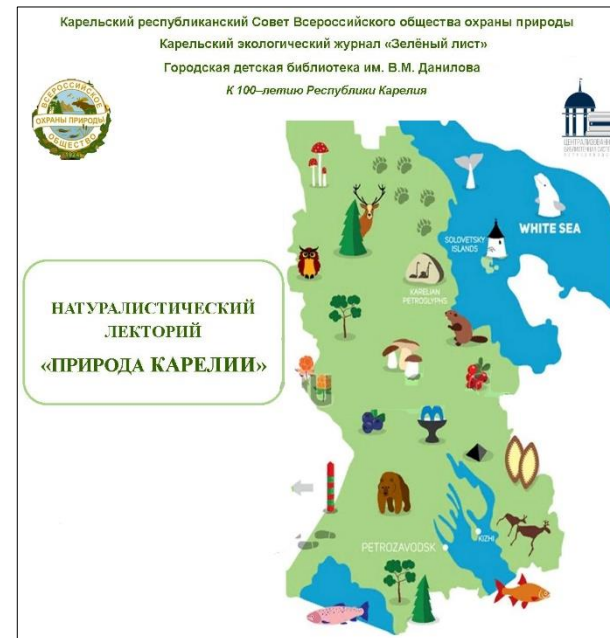 Карельский республиканский Совет Всероссийского общества охраны природы
Карельский экологический журнал «Зелёный лист»
Городская детская библиотека им. В.М. Данилова
К 100–летию Республики Карелия
ВСЕРОССИЙСКОЕ
ОХРАНЫ ПРИРОДЫ
ОБЩЕСТВО
WHITE SEA
SOLOVETSKY
ISLANDS
KARELIAN
PETROGLYPHS
НАТУРАЛИСТИЧЕСКИЙ
ЛЕКТОРИЙ
«ПРИРОДА КАРЕЛИИ»
PETROZAVODSK
KIZHI